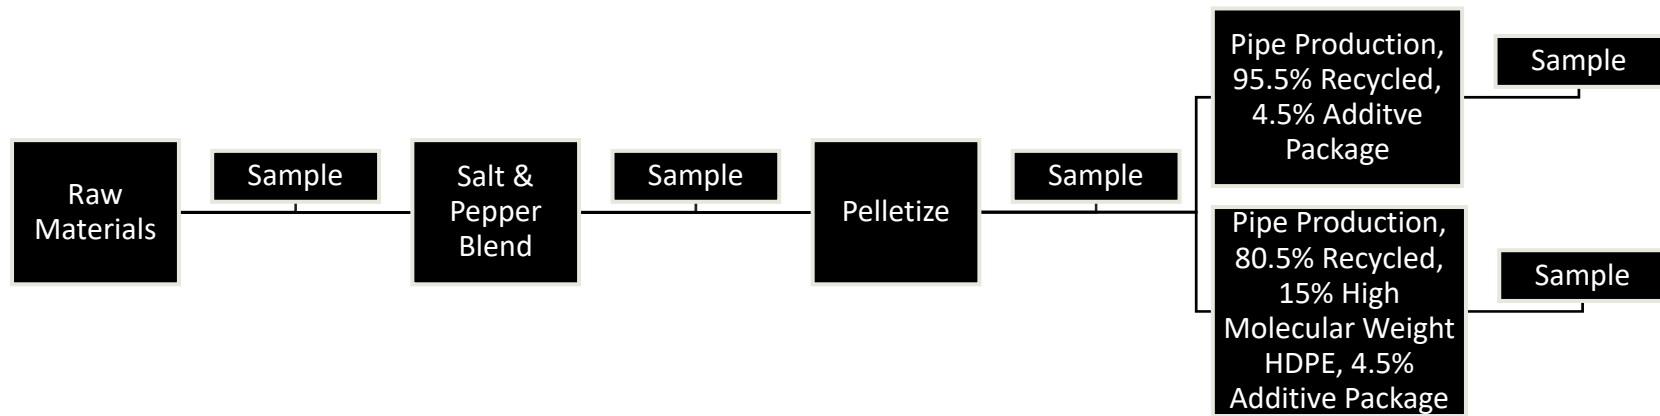 Raw
Materials
Sample
Salt &
Pepper
Blend
Sample
Pelletize
Sample
Pipe Production,
95.5% Recycled,
4.5% Additve
Package
Sample
Pipe Production,
80.5% Recycled,
15% High
Molecular Weight
HDPE, 4.5%
Additive Package
Sample